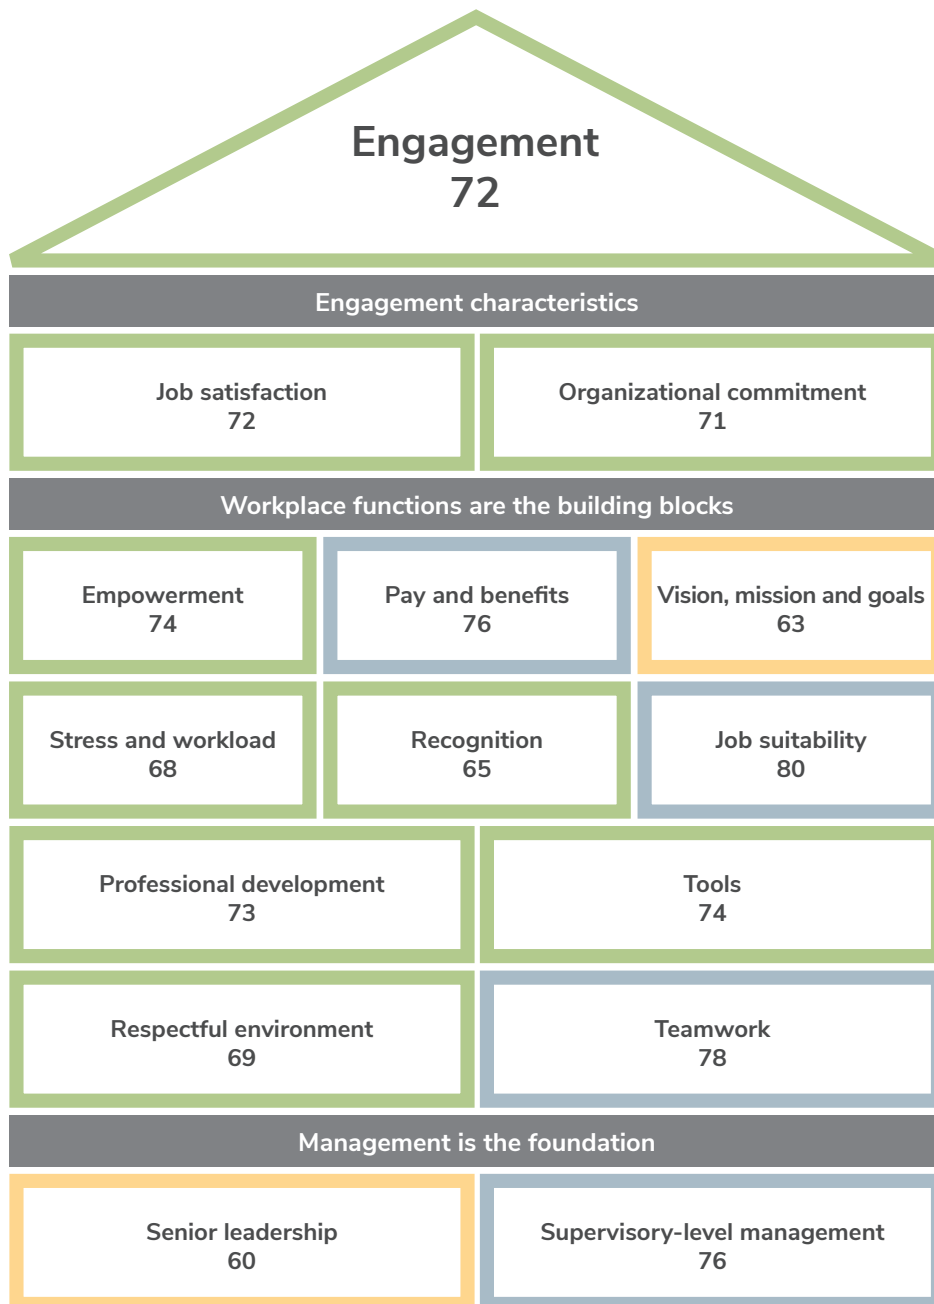 Engagement
72
Engagement characteristics
Job satisfaction
72
Organizational commitment
71
Workplace functions are the building blocks
Empowerment
74
Pay and benefits
76
Vision, mission and goals
63
Stress and workload
68
Recognition
65
Job suitability
80
Professional development
73
Tools
74
Respectful environment
69
Teamwork
78
Management is the foundation
Senior leadership
60
Supervisory-level management
76